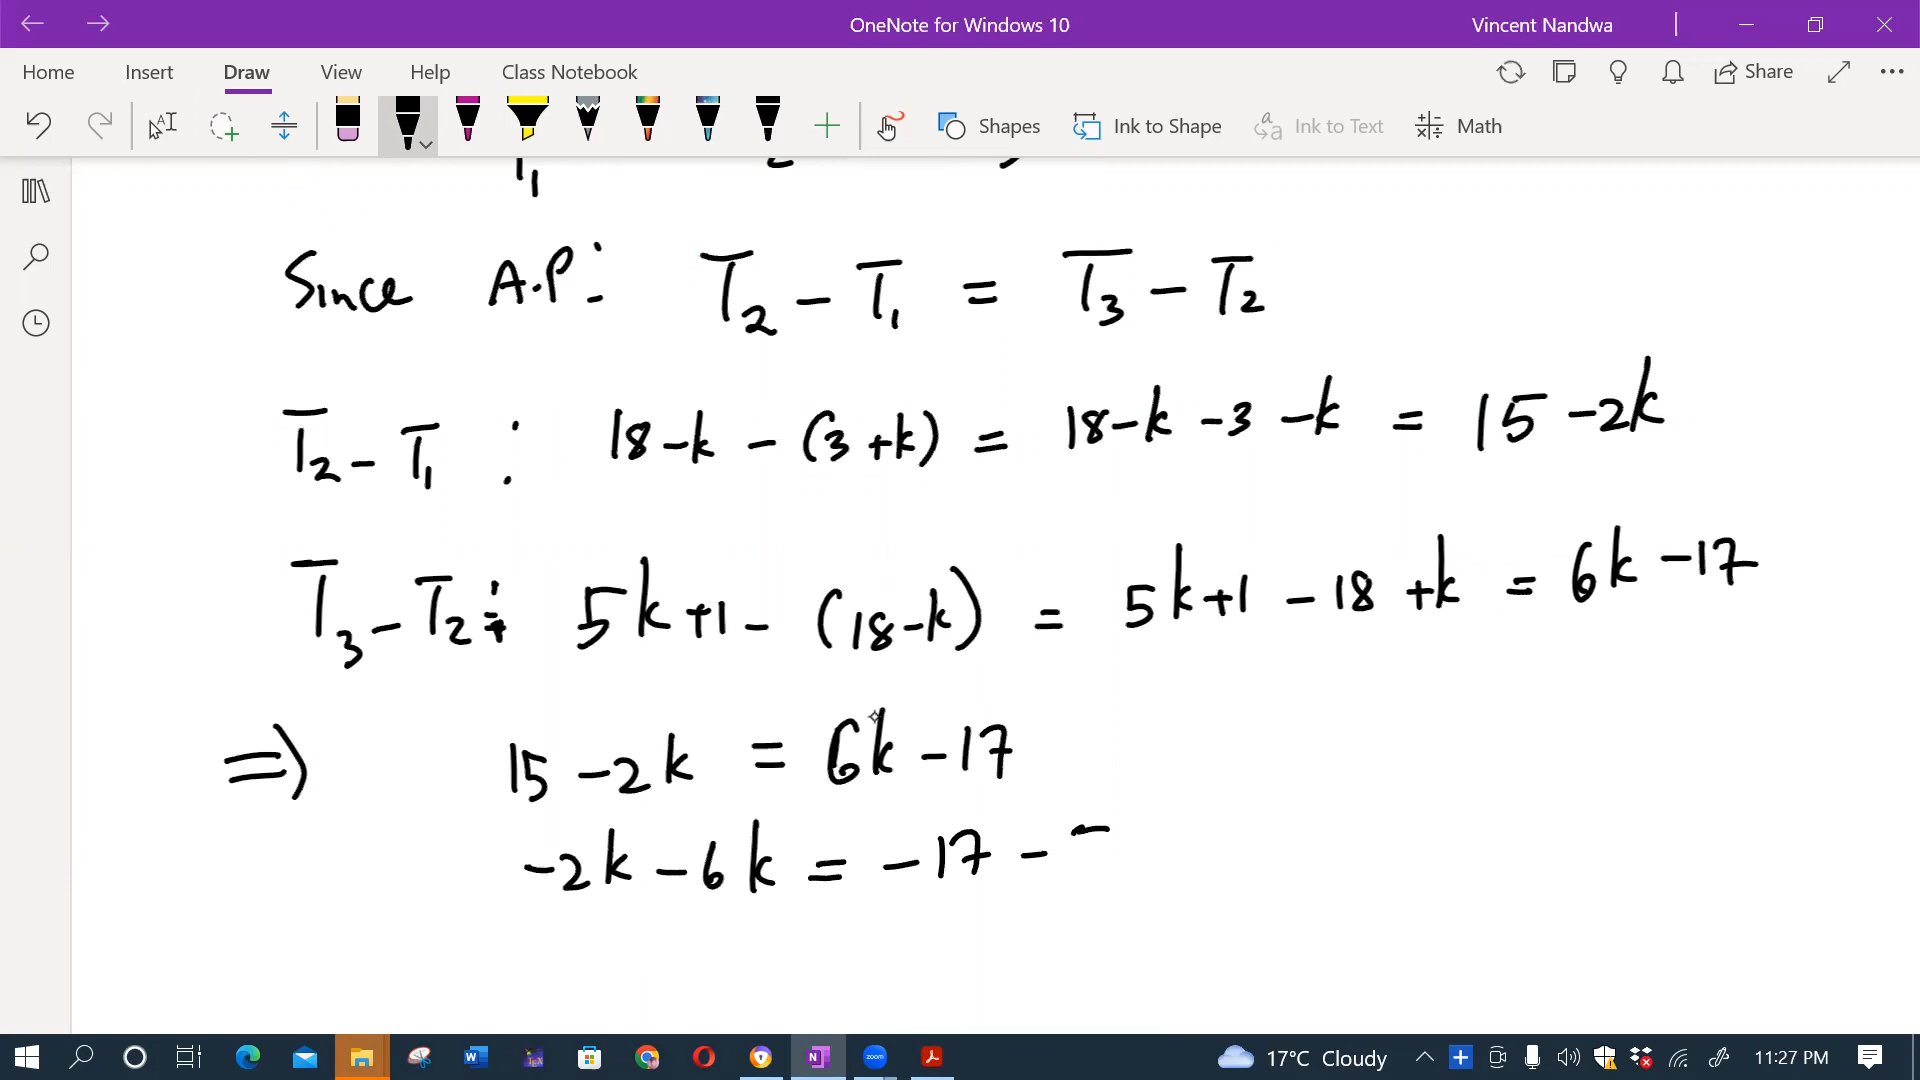 OneNote for Windows 10 Vincent Nandwa
Home Insert Draw View Help Class Notebook Share
Shapes Ink to Shape Ink to Text Math
Since A.P: T₂ - T₁ = T₃ - T₂
T₂ - T₁ : 18-k - (3+k) = 18-k -3 -k = 15 -2k
T₃ - T₂ : 5k+1 - (18-k) = 5k+1 - 18 +k = 6k -17
⇒ 15 -2k = 6k -17
-2k -6k = -17 -
17°C Cloudy 11:27 PM